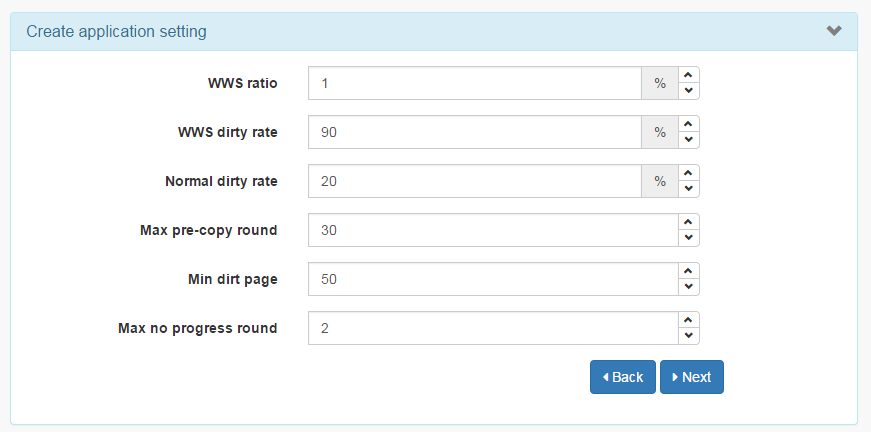 Create application setting
WWS ratio 1 %
WWS dirty rate 90 %
Normal dirty rate 20 %
Max pre-copy round 30
Min dirt page 50
Max no progress round 2
Back Next